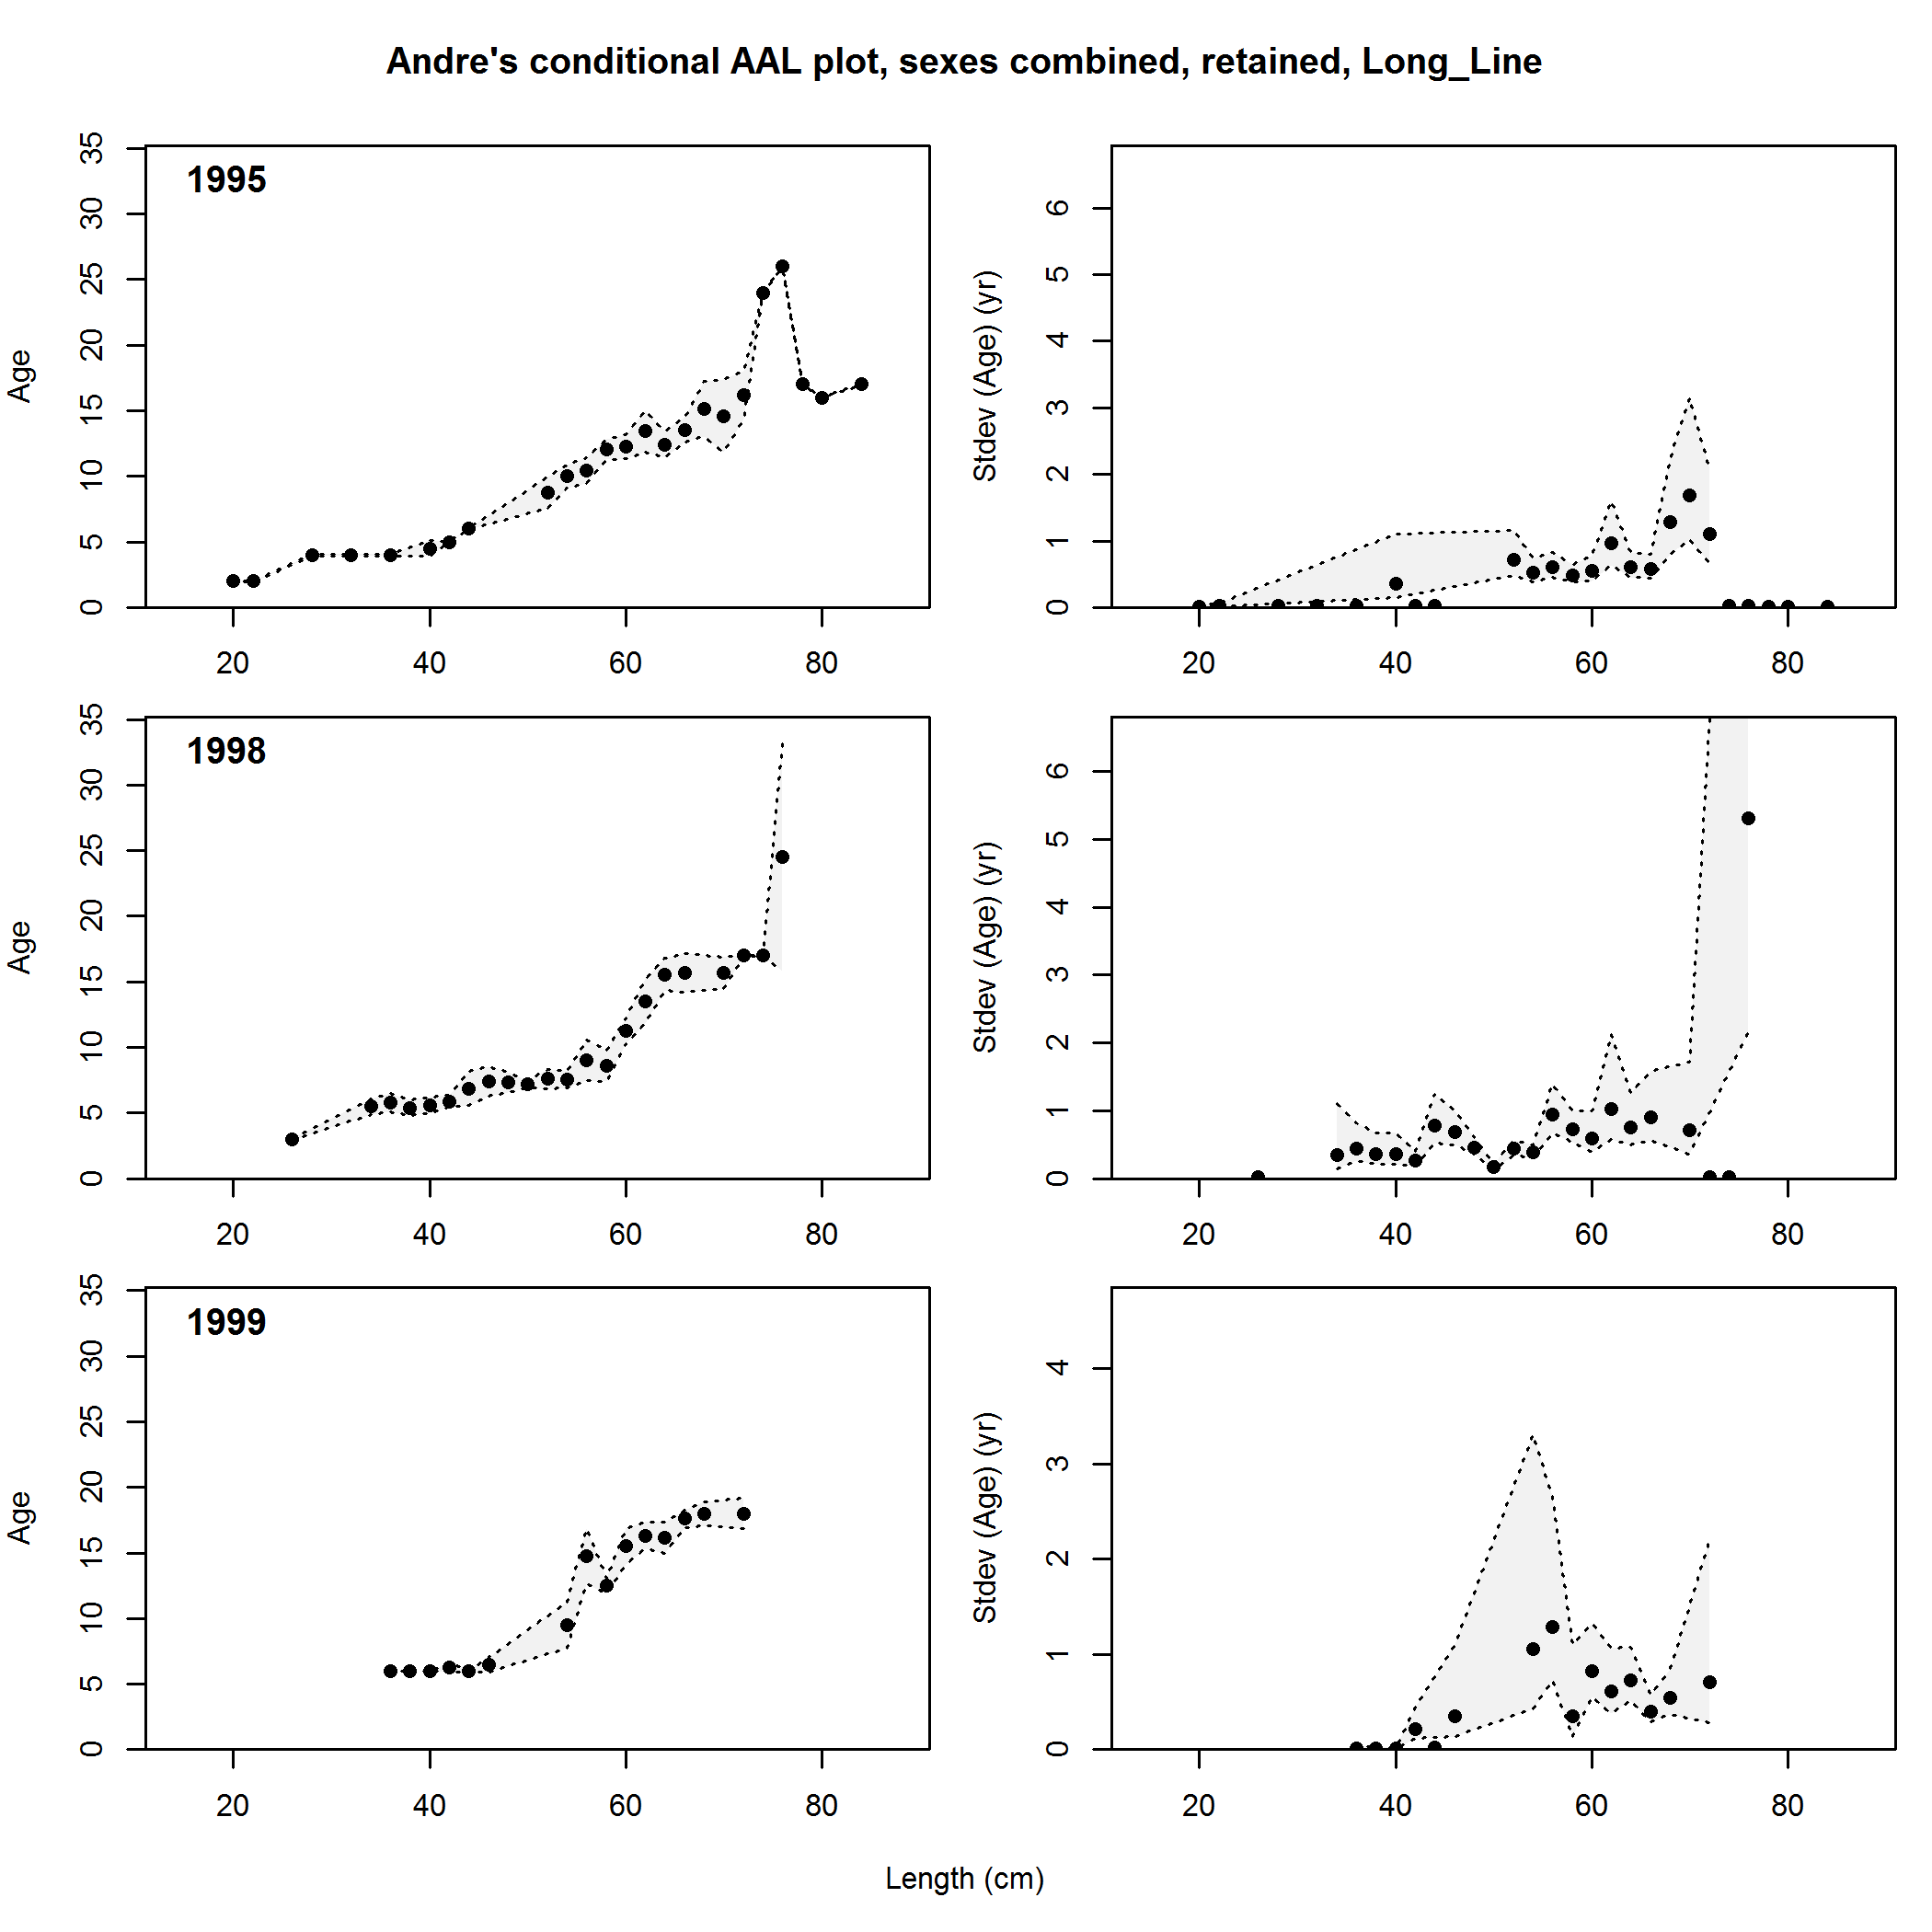 Andre's conditional AAL plot, sexes combined, retained, Long_Line
1995
Age
0 5 10 15 20 25 30 35
20 40 60 80
Stdev (Age) (yr)
0 1 2 3 4 5 6
20 40 60 80
1998
Age
0 5 10 15 20 25 30 35
20 40 60 80
Stdev (Age) (yr)
0 1 2 3 4 5 6
20 40 60 80
1999
Age
0 5 10 15 20 25 30 35
20 40 60 80
Stdev (Age) (yr)
0 1 2 3 4
20 40 60 80
Length (cm)